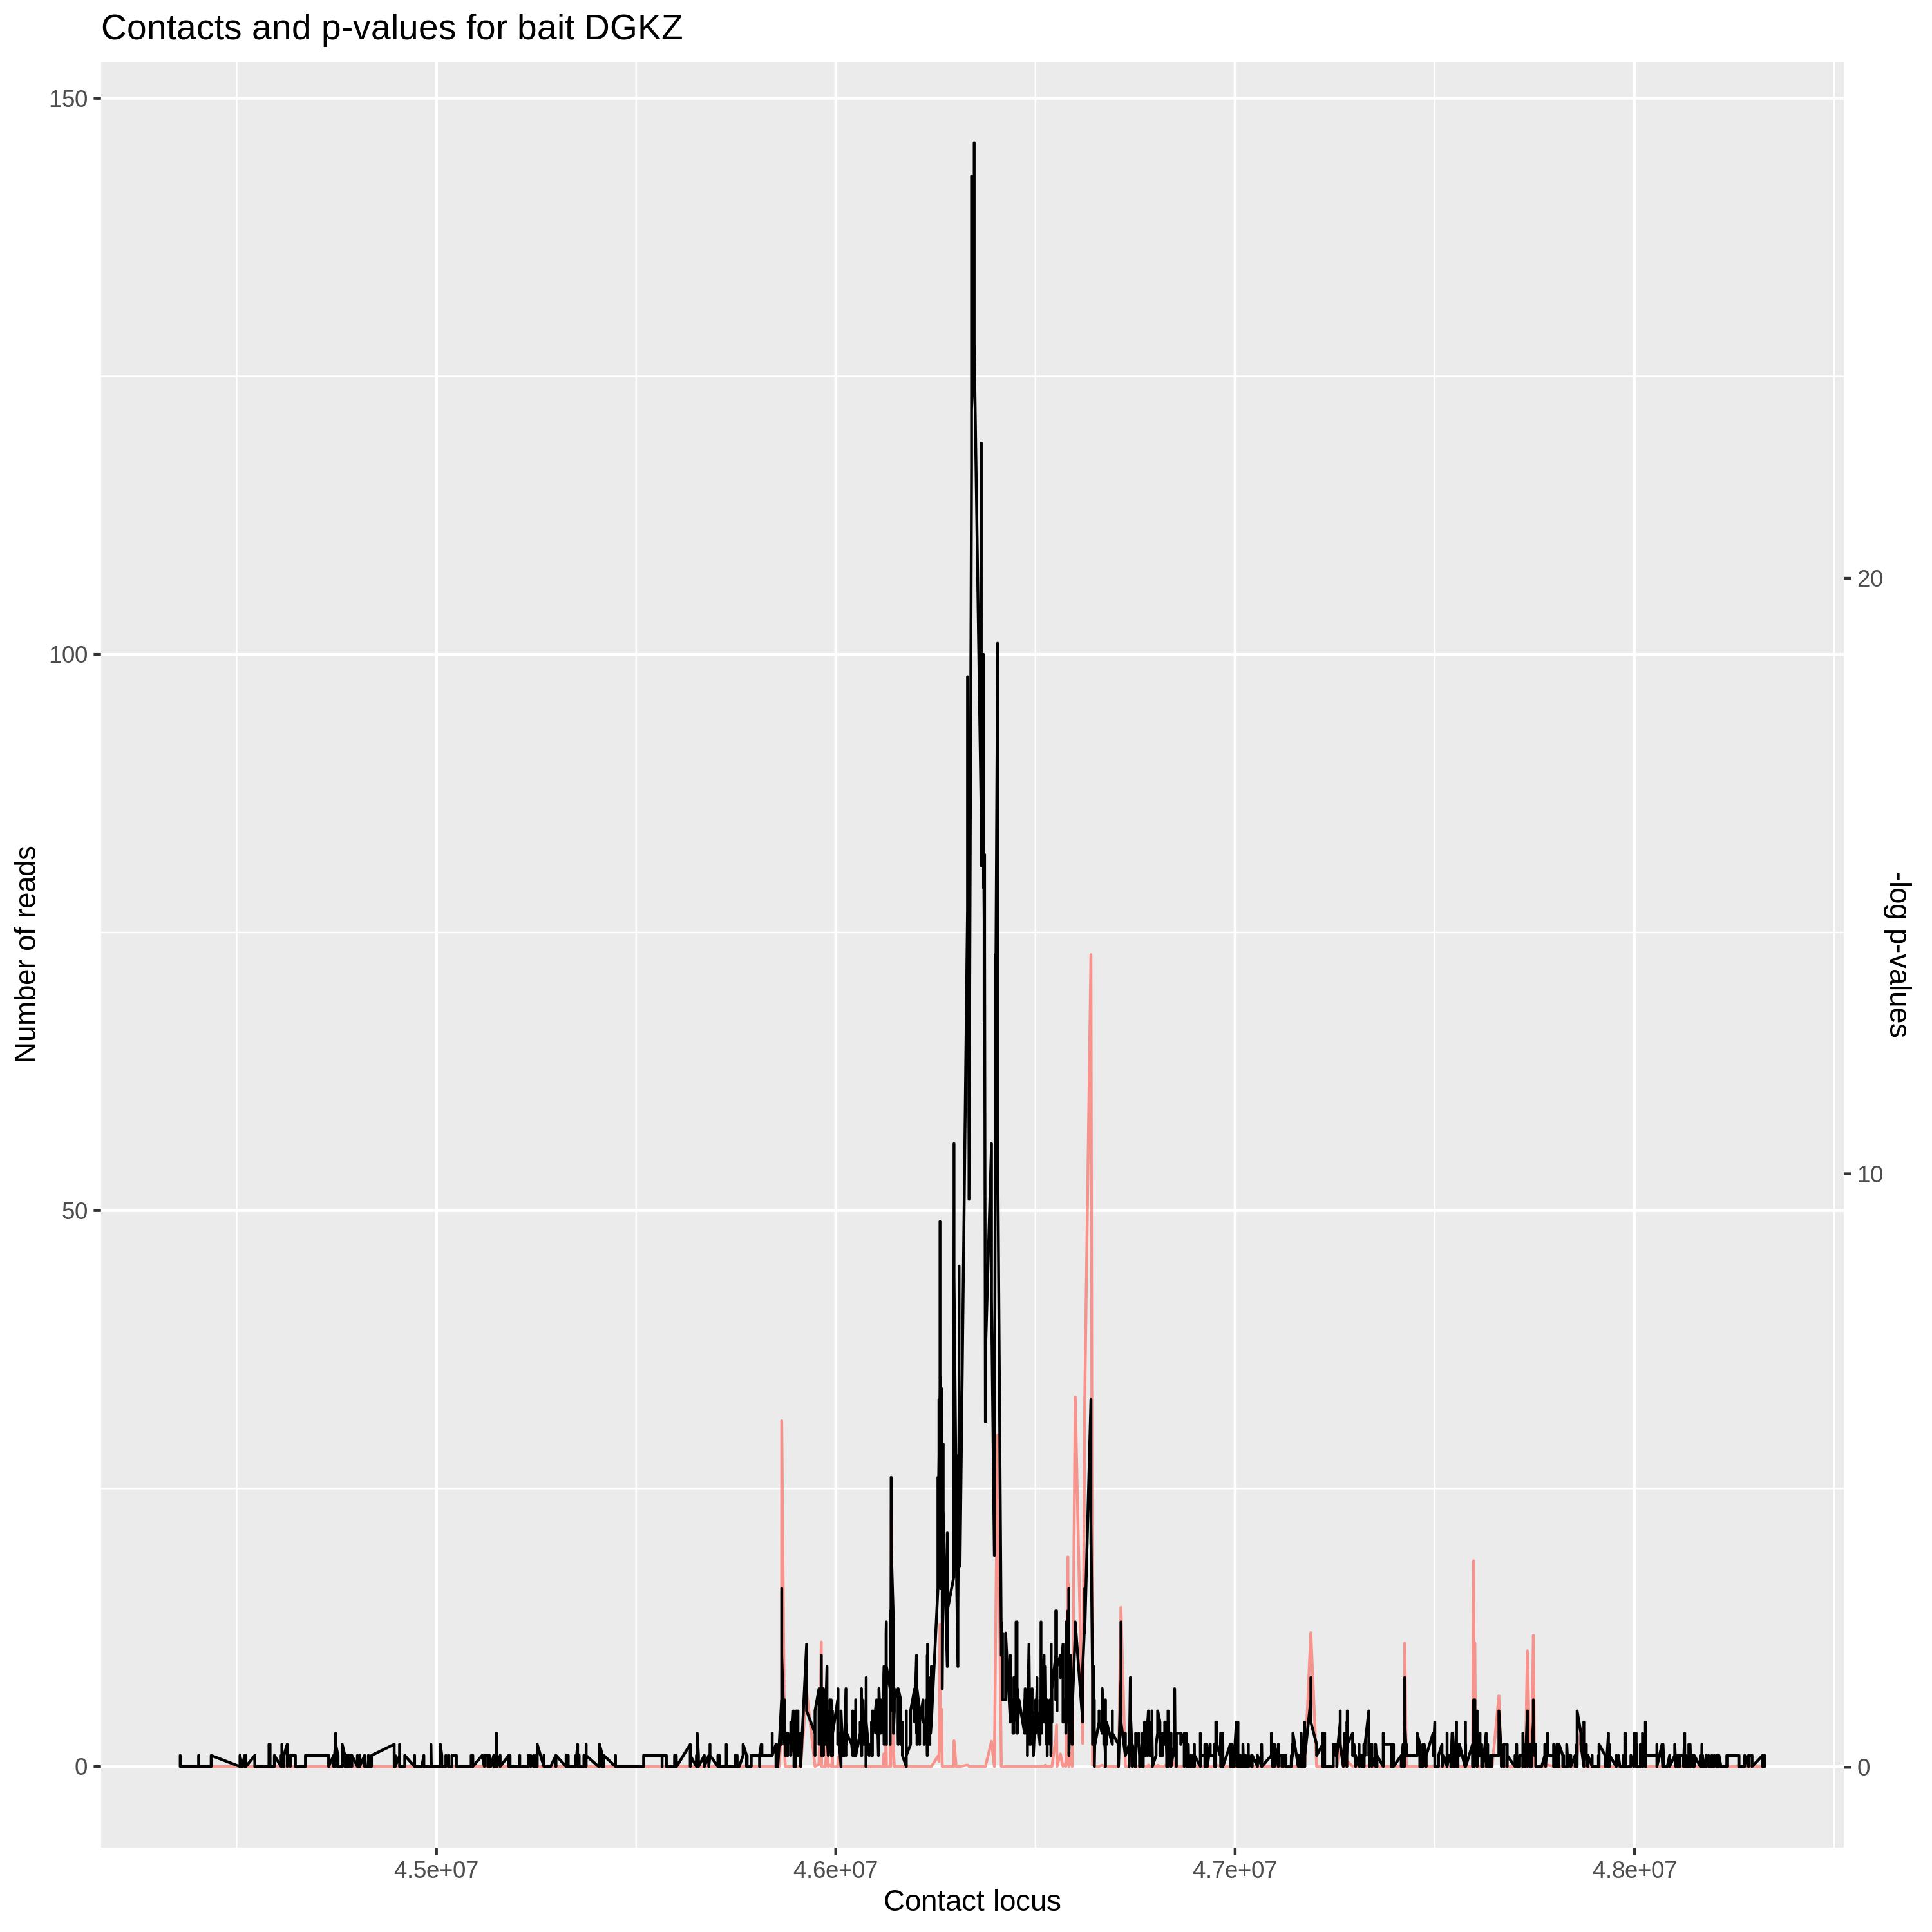 Contacts and p-values for bait DGKZ
150
100
50
0
Number of reads
20
10
0
-log p-values
4.5e+07
4.6e+07
4.7e+07
4.8e+07
Contact locus